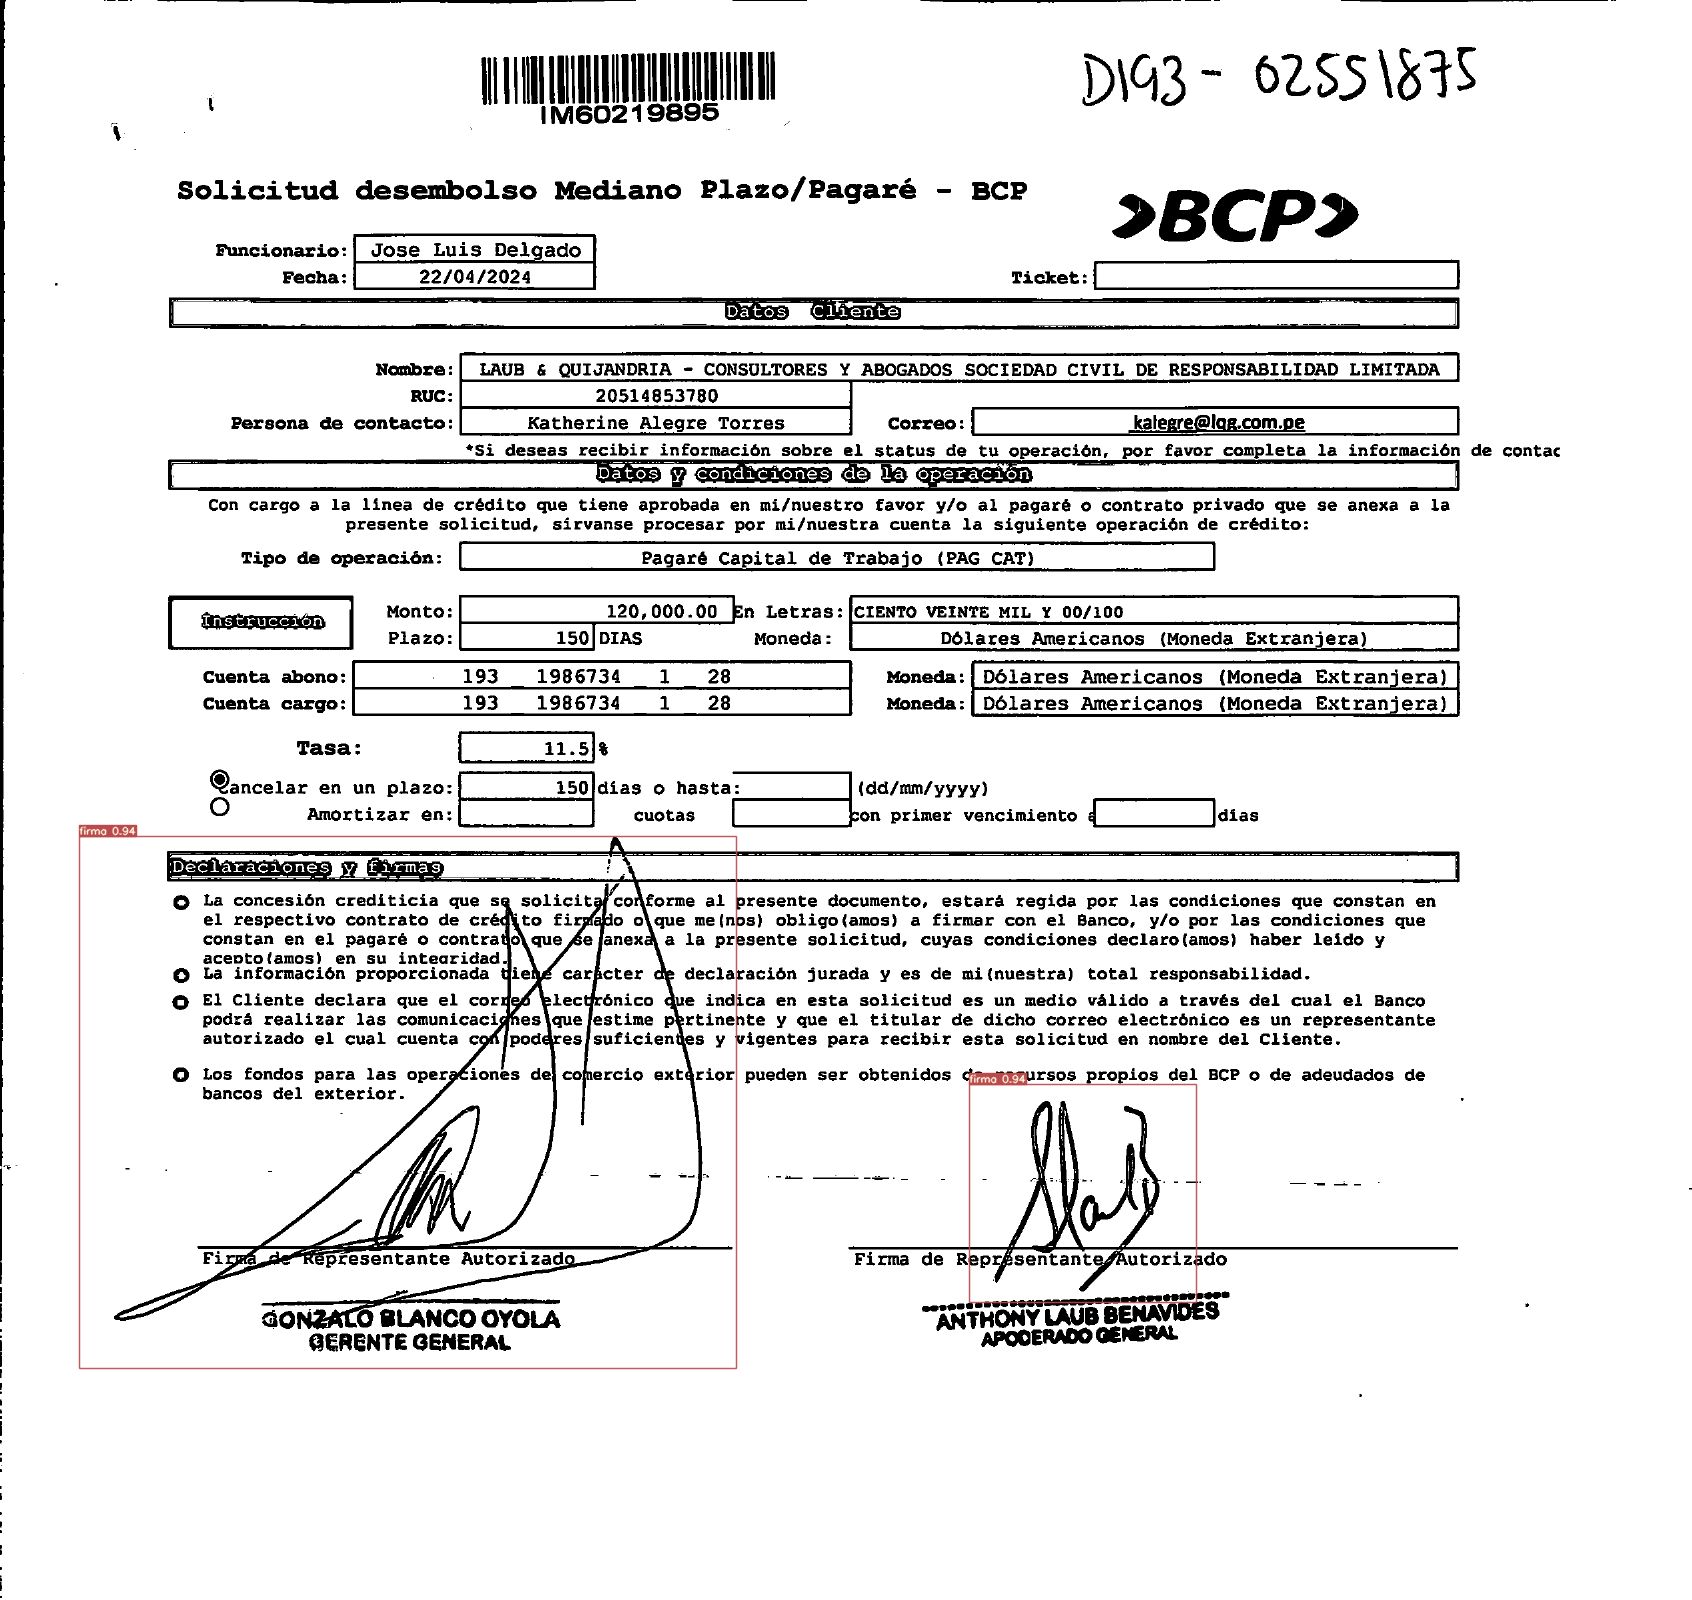 D193 - 02551875
IM60219895
Solicitud desembolso Mediano Plazo/Pagaré - BCP
BCP
Funcionario: Jose Luis Delgado
Fecha: 22/04/2024
Ticket:
Datos Cliente
Nombre: LAUB & QUIJANDRIA - CONSULTORES Y ABOGADOS SOCIEDAD CIVIL DE RESPONSABILIDAD LIMITADA
RUC: 20514853780
Persona de contacto: Katherine Alegre Torres Correo: kalegre@lqg.com.pe
*Si deseas recibir información sobre el status de tu operación, por favor completa la información de contac
Datos y condiciones de la operación
Con cargo a la línea de crédito que tiene aprobada en mi/nuestro favor y/o al pagaré o contrato privado que se anexa a la
presente solicitud, sírvanse procesar por mi/nuestra cuenta la siguiente operación de crédito:
Tipo de operación: Pagaré Capital de Trabajo (PAG CAT)
Instrucción
Monto: 120,000.00 En Letras: CIENTO VEINTE MIL Y 00/100
Plazo: 150 DIAS Moneda: Dólares Americanos (Moneda Extranjera)
Cuenta abono: 193 1986734 1 28 Moneda: Dólares Americanos (Moneda Extranjera)
Cuenta cargo: 193 1986734 1 28 Moneda: Dólares Americanos (Moneda Extranjera)
Tasa: 11.5 %
Cancelar en un plazo: 150 días o hasta: (dd/mm/yyyy)
Amortizar en: cuotas con primer vencimiento a días
firma 0.94
Declaraciones y firmas
La concesión crediticia que se solicita conforme al presente documento, estará regida por las condiciones que constan en
el respectivo contrato de crédito firmado o que me(nos) obligo(amos) a firmar con el Banco, y/o por las condiciones que
constan en el pagaré o contrato que se anexa a la presente solicitud, cuyas condiciones declaro(amos) haber leído y
acepto(amos) en su integridad.
La información proporcionada tiene carácter de declaración jurada y es de mi(nuestra) total responsabilidad.
El Cliente declara que el correo electrónico que indica en esta solicitud es un medio válido a través del cual el Banco
podrá realizar las comunicaciones que estime pertinente y que el titular de dicho correo electrónico es un representante
autorizado el cual cuenta con poderes suficientes y vigentes para recibir esta solicitud en nombre del Cliente.
Los fondos para las operaciones de comercio exterior pueden ser obtenidos de recursos propios del BCP o de adeudados de
bancos del exterior.
firma 0.94
Firma de Representante Autorizado
Firma de Representante Autorizado
GONZALO BLANCO OYOLA
GERENTE GENERAL
ANTHONY LAUB BENAVIDES
APODERADO GENERAL